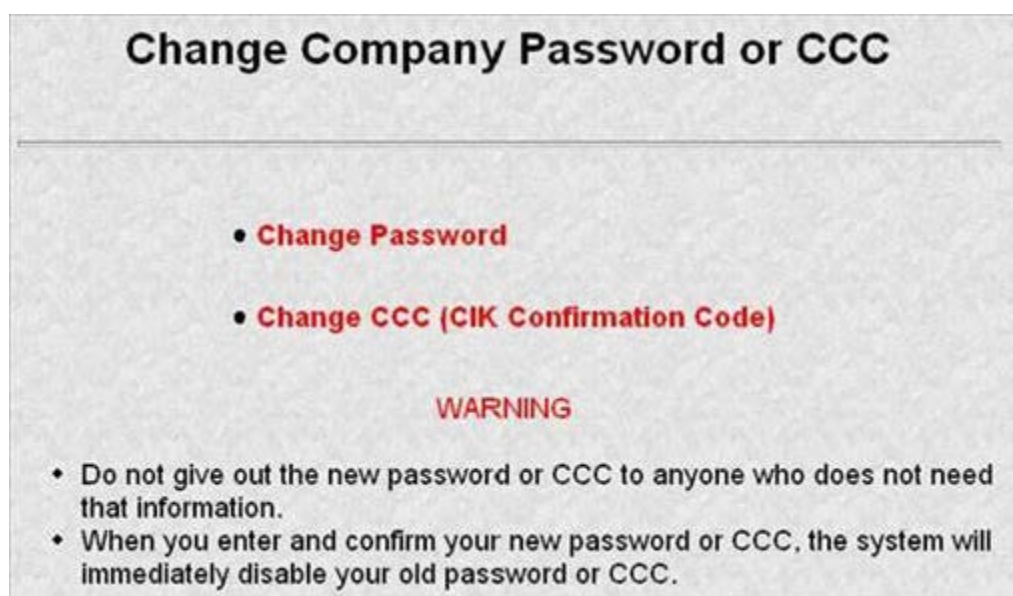 Change Company Password or CCC
• Change Password
• Change CCC (CIK Confirmation Code)
WARNING
• Do not give out the new password or CCC to anyone who does not need
that information.
• When you enter and confirm your new password or CCC, the system will
immediately disable your old password or CCC.